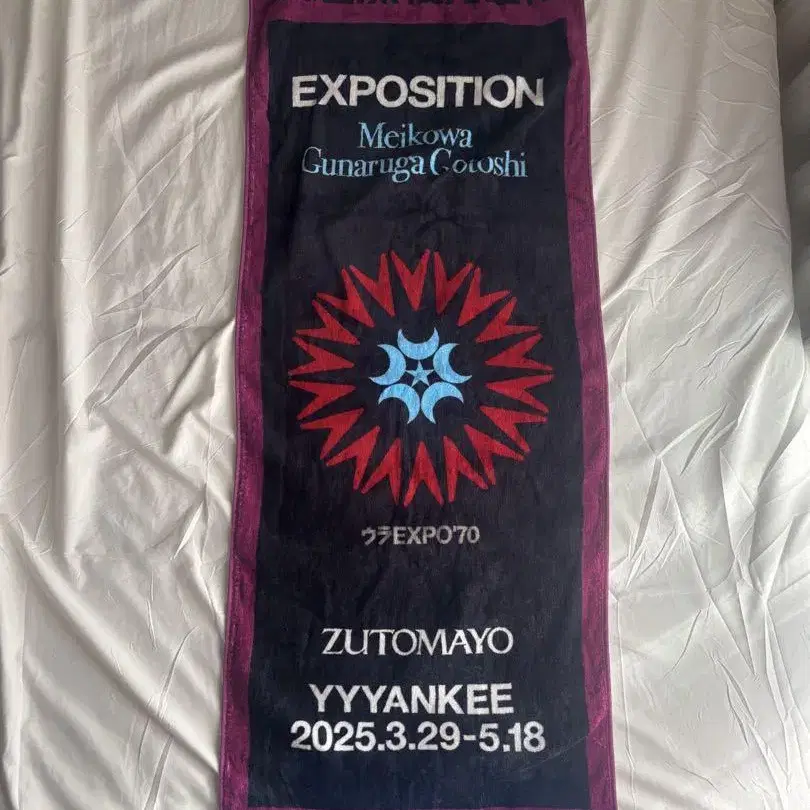 EXPOSITION
Meikowa
Gunaruga Gotoshi
ウラEXPO'70
ZUTOMAYO
YYYANKEE
2025.3.29-5.18